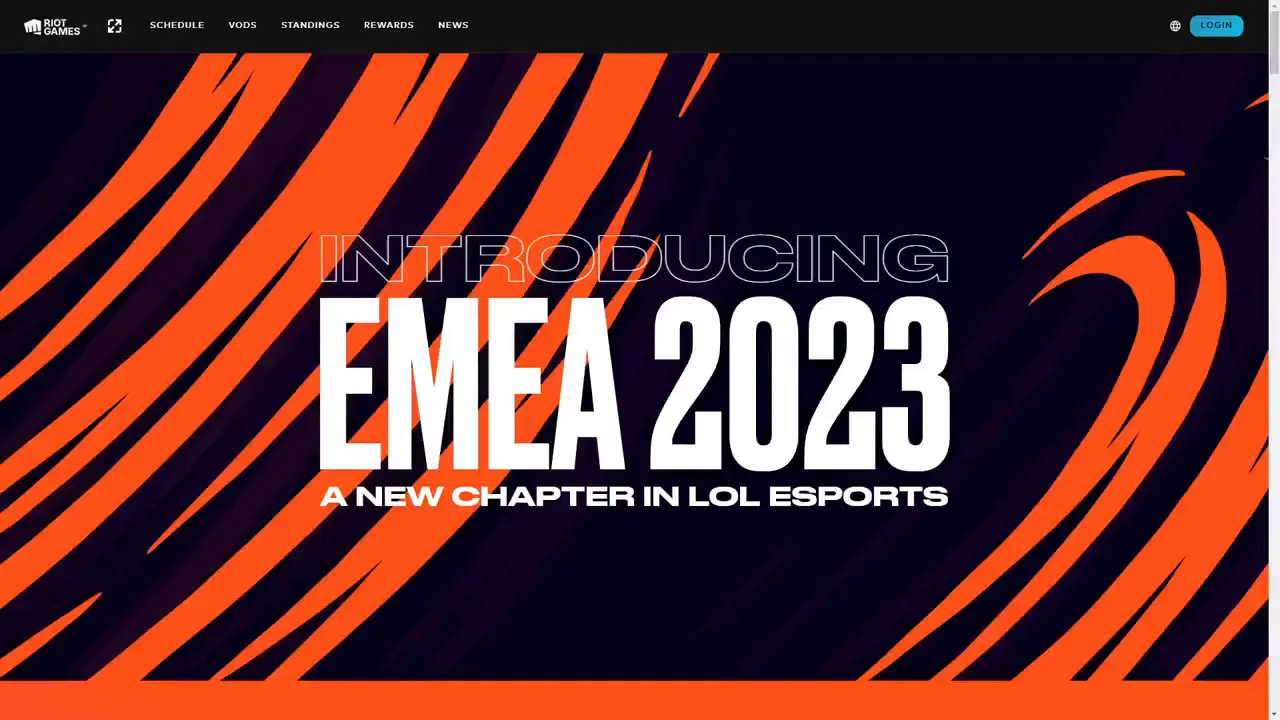 RIOT GAMES
SCHEDULE
VODS
STANDINGS
REWARDS
NEWS
LOGIN
INTRODUCING
EMEA 2023
A NEW CHAPTER IN LOL ESPORTS